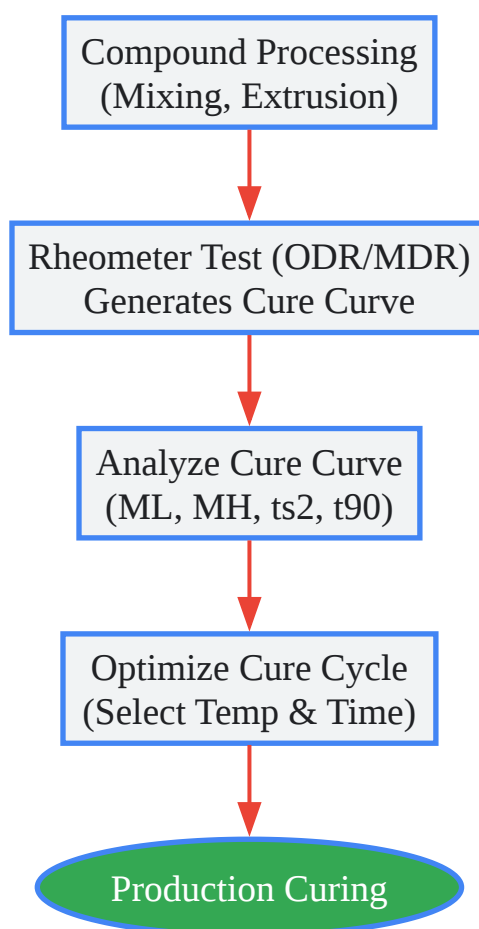 Compound Processing
(Mixing, Extrusion)
Rheometer Test (ODR/MDR)
Generates Cure Curve
Analyze Cure Curve
(ML, MH, ts2, t90)
Optimize Cure Cycle
(Select Temp & Time)
Production Curing